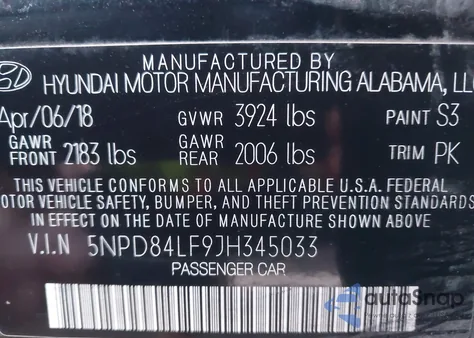 MANUFACTURED BY
HYUNDAI MOTOR MANUFACTURING ALABAMA, LLC
Apr/06/18 GVWR 3924 lbs PAINT S3
GAWR FRONT 2183 lbs GAWR REAR 2006 lbs TRIM PK
THIS VEHICLE CONFORMS TO ALL APPLICABLE U.S.A. FEDERAL
MOTOR VEHICLE SAFETY, BUMPER, AND THEFT PREVENTION STANDARDS
IN EFFECT ON THE DATE OF MANUFACTURE SHOWN ABOVE.
V.I.N 5NPD84LF9JH345033
PASSENGER CAR
autoSnap